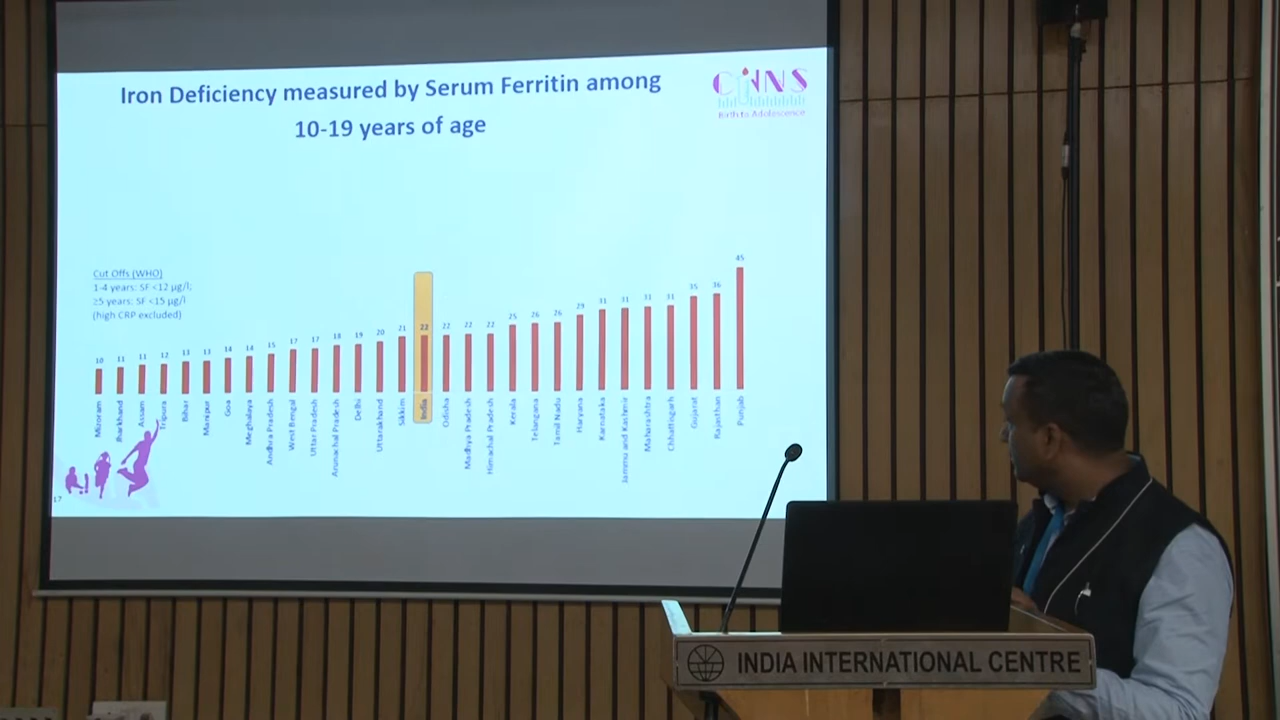 Iron Deficiency measured by Serum Ferritin among
10-19 years of age
CNNS
Birth to Adolescence
Cut Offs (WHO)
1-4 years: SF <12 µg/l;
≥5 years: SF <15 µg/l
(high CRP excluded)
10 11 11 12 13 13 14 14 15 17 17 18 19 20 21 22 22 22 22 25 26 26 29 31 31 31 31 35 36 45
Mizoram
Jharkhand
Assam
Tripura
Bihar
Manipur
Goa
Meghalaya
Andhra Pradesh
West Bengal
Uttar Pradesh
Arunachal Pradesh
Delhi
Uttarakhand
Sikkim
India
Odisha
Madhya Pradesh
Himachal Pradesh
Kerala
Telangana
Tamil Nadu
Haryana
Karnataka
Jammu and Kashmir
Maharashtra
Chhattisgarh
Gujarat
Rajasthan
Punjab
17
INDIA INTERNATIONAL CENTRE